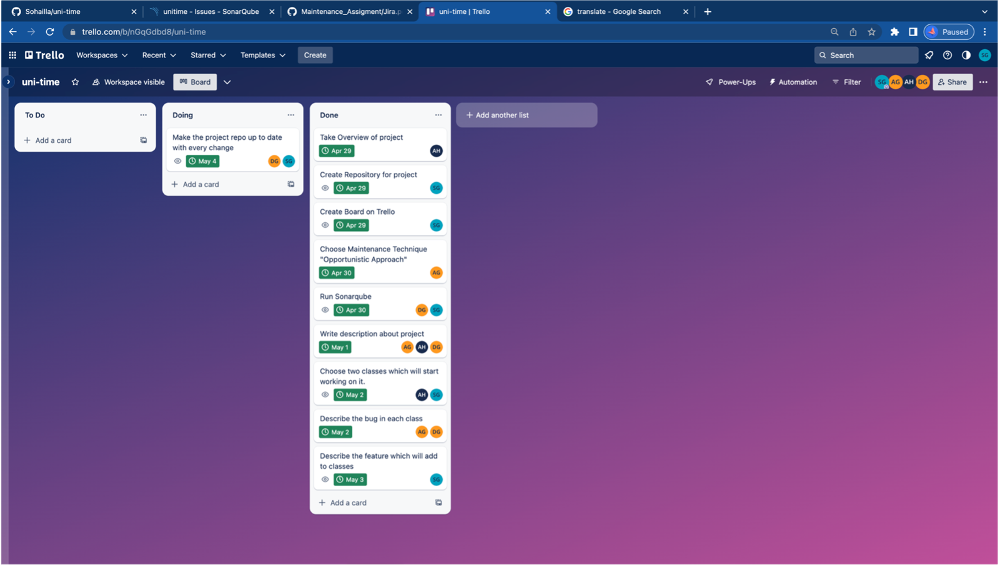 Sohailla/uni-time
unitime - Issues - SonarQube
Maintenance_Assigment/Jira.p
uni-time | Trello
translate - Google Search
trello.com/b/nGqGdbd8/uni-time
Paused
Trello
Workspaces
Recent
Starred
Templates
Create
Search
SG
uni-time
Workspace visible
Board
Power-Ups
Automation
Filter
SG AG AH DG
Share
To Do
Add a card
Doing
Make the project repo up to date
with every change
May 4
DG SG
Add a card
Done
Take Overview of project
Apr 29
AH
Create Repository for project
Apr 29
SG
Create Board on Trello
Apr 29
SG
Choose Maintenance Technique
"Opportunistic Approach"
Apr 30
AG
Run Sonarqube
Apr 30
DG SG
Write description about project
May 1
AG AH DG
Choose two classes which will start
working on it.
May 2
AH SG
Describe the bug in each class
May 2
AG DG
Describe the feature which will add
to classes
May 3
SG
Add a card
Add another list